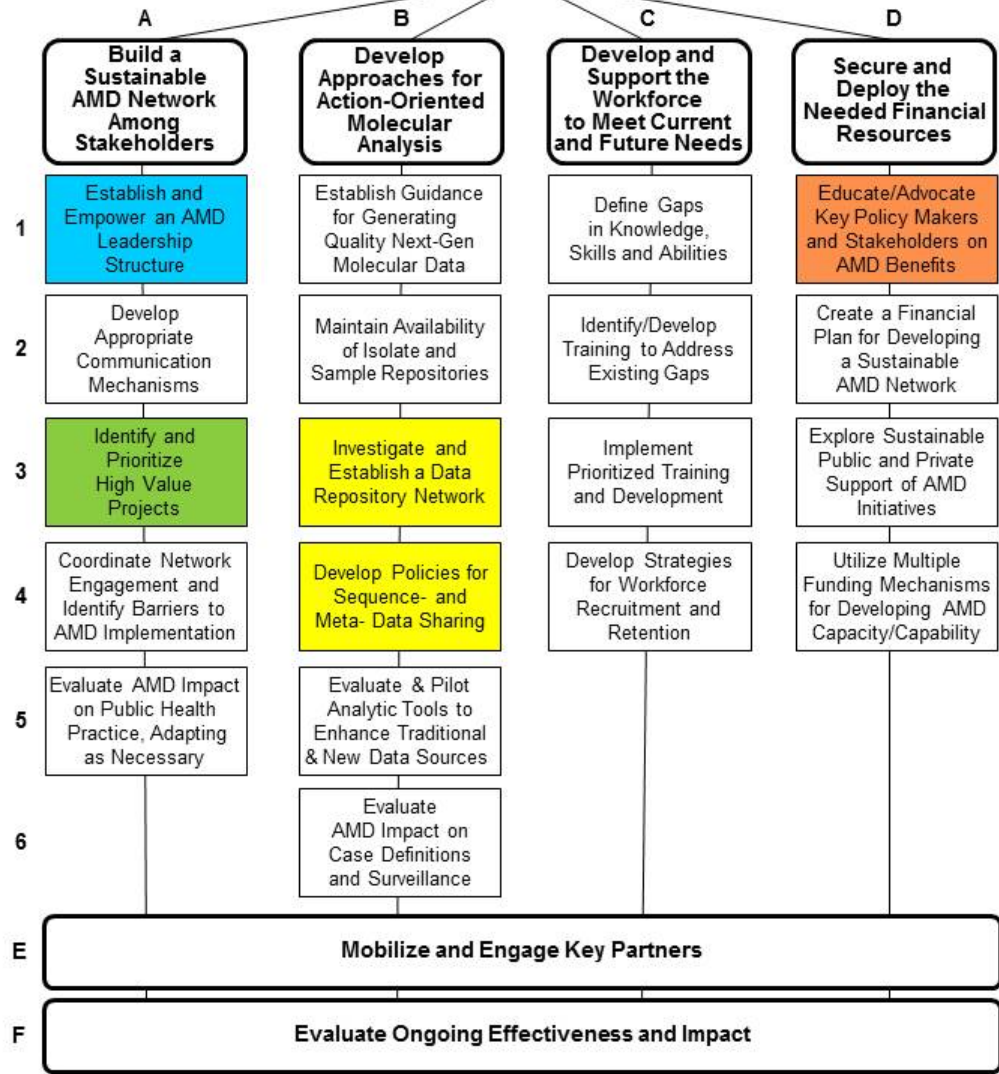 A
B
C
D
Build a
Sustainable
AMD Network
Among
Stakeholders
Develop
Approaches for
Action-Oriented
Molecular
Analysis
Develop and
Support the
Workforce
to Meet Current
and Future Needs
Secure and
Deploy the
Needed Financial
Resources
1
Establish and
Empower an AMD
Leadership
Structure
Establish Guidance
for Generating
Quality Next-Gen
Molecular Data
Define Gaps
in Knowledge,
Skills and Abilities
Educate/Advocate
Key Policy Makers
and Stakeholders on
AMD Benefits
2
Develop
Appropriate
Communication
Mechanisms
Maintain Availability
of Isolate and
Sample Repositories
Identify/Develop
Training to Address
Existing Gaps
Create a Financial
Plan for Developing
a Sustainable
AMD Network
3
Identify and
Prioritize
High Value
Projects
Investigate and
Establish a Data
Repository Network
Implement
Prioritized Training
and Development
Explore Sustainable
Public and Private
Support of AMD
Initiatives
4
Coordinate Network
Engagement and
Identify Barriers to
AMD Implementation
Develop Policies for
Sequence- and
Meta- Data Sharing
Develop Strategies
for Workforce
Recruitment and
Retention
Utilize Multiple
Funding Mechanisms
for Developing AMD
Capacity/Capability
5
Evaluate AMD Impact
on Public Health
Practice, Adapting
as Necessary
Evaluate & Pilot
Analytic Tools to
Enhance Traditional
& New Data Sources
6
Evaluate
AMD Impact on
Case Definitions
and Surveillance
E
Mobilize and Engage Key Partners
F
Evaluate Ongoing Effectiveness and Impact